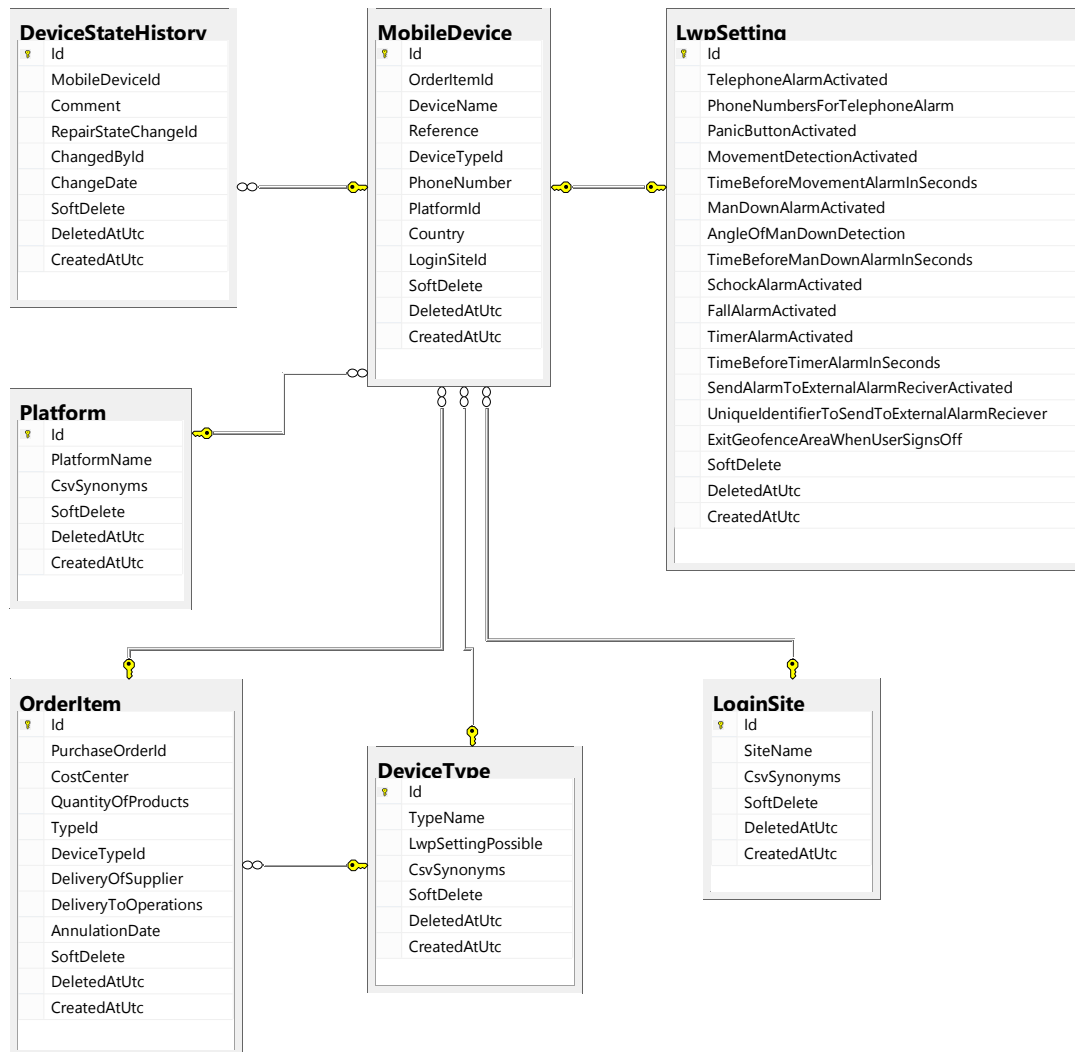 DeviceStateHistory
Id
MobileDeviceId
Comment
RepairStateChangeId
ChangedById
ChangeDate
SoftDelete
DeletedAtUtc
CreatedAtUtc
MobileDevice
Id
OrderItemId
DeviceName
Reference
DeviceTypeId
PhoneNumber
PlatformId
Country
LoginSiteId
SoftDelete
DeletedAtUtc
CreatedAtUtc
LwpSetting
Id
TelephoneAlarmActivated
PhoneNumbersForTelephoneAlarm
PanicButtonActivated
MovementDetectionActivated
TimeBeforeMovementAlarmInSeconds
ManDownAlarmActivated
AngleOfManDownDetection
TimeBeforeManDownAlarmInSeconds
SchockAlarmActivated
FallAlarmActivated
TimerAlarmActivated
TimeBeforeTimerAlarmInSeconds
SendAlarmToExternalAlarmReciverActivated
UniqueIdentifierToSendToExternalAlarmReciever
ExitGeofenceAreaWhenUserSignsOff
SoftDelete
DeletedAtUtc
CreatedAtUtc
Platform
Id
PlatformName
CsvSynonyms
SoftDelete
DeletedAtUtc
CreatedAtUtc
OrderItem
Id
PurchaseOrderId
CostCenter
QuantityOfProducts
TypeId
DeviceTypeId
DeliveryOfSupplier
DeliveryToOperations
AnnulationDate
SoftDelete
DeletedAtUtc
CreatedAtUtc
DeviceType
Id
TypeName
LwpSettingPossible
CsvSynonyms
SoftDelete
DeletedAtUtc
CreatedAtUtc
LoginSite
Id
SiteName
CsvSynonyms
SoftDelete
DeletedAtUtc
CreatedAtUtc